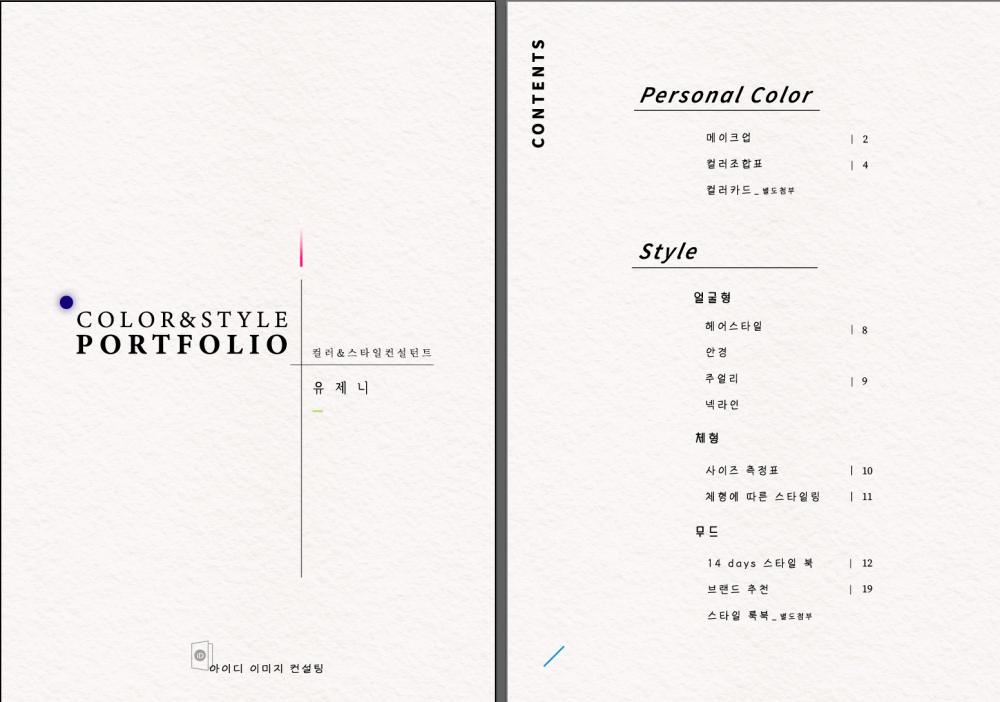 COLOR&STYLE
PORTFOLIO
컬러&스타일컨설턴트
유 제 니
iD
아이디 이미지 컨설팅
CONTENTS
Personal Color
메이크업 | 2
컬러조합표 | 4
컬러카드_별도첨부
Style
얼굴형
헤어스타일 | 8
안경
주얼리 | 9
넥라인
체형
사이즈 측정표 | 10
체형에 따른 스타일링 | 11
무드
14 days 스타일 북 | 12
브랜드 추천 | 19
스타일 룩북_별도첨부